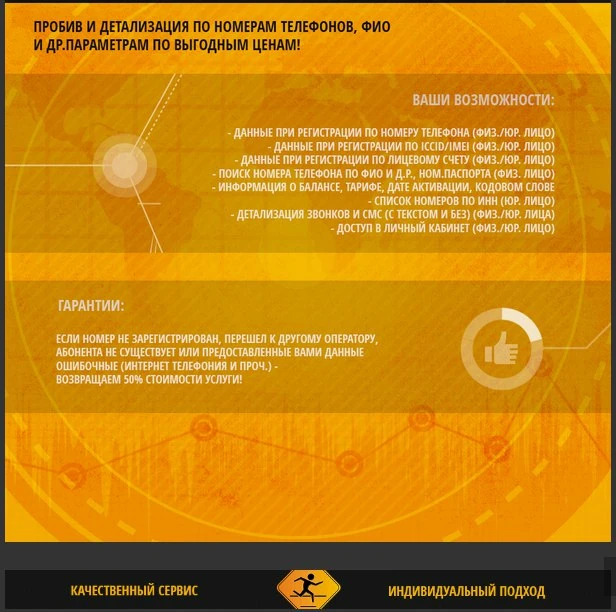 ПРОБИВ И ДЕТАЛИЗАЦИЯ ПО НОМЕРАМ ТЕЛЕФОНОВ, ФИО
И ДР.ПАРАМЕТРАМ ПО ВЫГОДНЫМ ЦЕНАМ!
ВАШИ ВОЗМОЖНОСТИ:
- ДАННЫЕ ПРИ РЕГИСТРАЦИИ ПО НОМЕРУ ТЕЛЕФОНА (ФИЗ./ЮР. ЛИЦО)
- ДАННЫЕ ПРИ РЕГИСТРАЦИИ ПО ICCID/IMEI (ФИЗ./ЮР. ЛИЦО)
- ДАННЫЕ ПРИ РЕГИСТРАЦИИ ПО ЛИЦЕВОМУ СЧЕТУ (ФИЗ./ЮР. ЛИЦО)
- ПОИСК НОМЕРА ТЕЛЕФОНА ПО ФИО И Д.Р., НОМ.ПАСПОРТА (ФИЗ. ЛИЦО)
- ИНФОРМАЦИЯ О БАЛАНСЕ, ТАРИФЕ, ДАТЕ АКТИВАЦИИ, КОДОВОМ СЛОВЕ
- СПИСОК НОМЕРОВ ПО ИНН (ЮР. ЛИЦО)
- ДЕТАЛИЗАЦИЯ ЗВОНКОВ И СМС (С ТЕКСТОМ И БЕЗ) (ФИЗ./ЮР. ЛИЦА)
- ДОСТУП В ЛИЧНЫЙ КАБИНЕТ (ФИЗ./ЮР. ЛИЦО)
ГАРАНТИИ:
ЕСЛИ НОМЕР НЕ ЗАРЕГИСТРИРОВАН, ПЕРЕШЕЛ К ДРУГОМУ ОПЕРАТОРУ,
АБОНЕНТА НЕ СУЩЕСТВУЕТ ИЛИ ПРЕДОСТАВЛЕННЫЕ ВАМИ ДАННЫЕ
ОШИБОЧНЫЕ (ИНТЕРНЕТ ТЕЛЕФОНИЯ И ПРОЧ.) -
ВОЗВРАЩАЕМ 50% СТОИМОСТИ УСЛУГИ!
КАЧЕСТВЕННЫЙ СЕРВИС
ИНДИВИДУАЛЬНЫЙ ПОДХОД